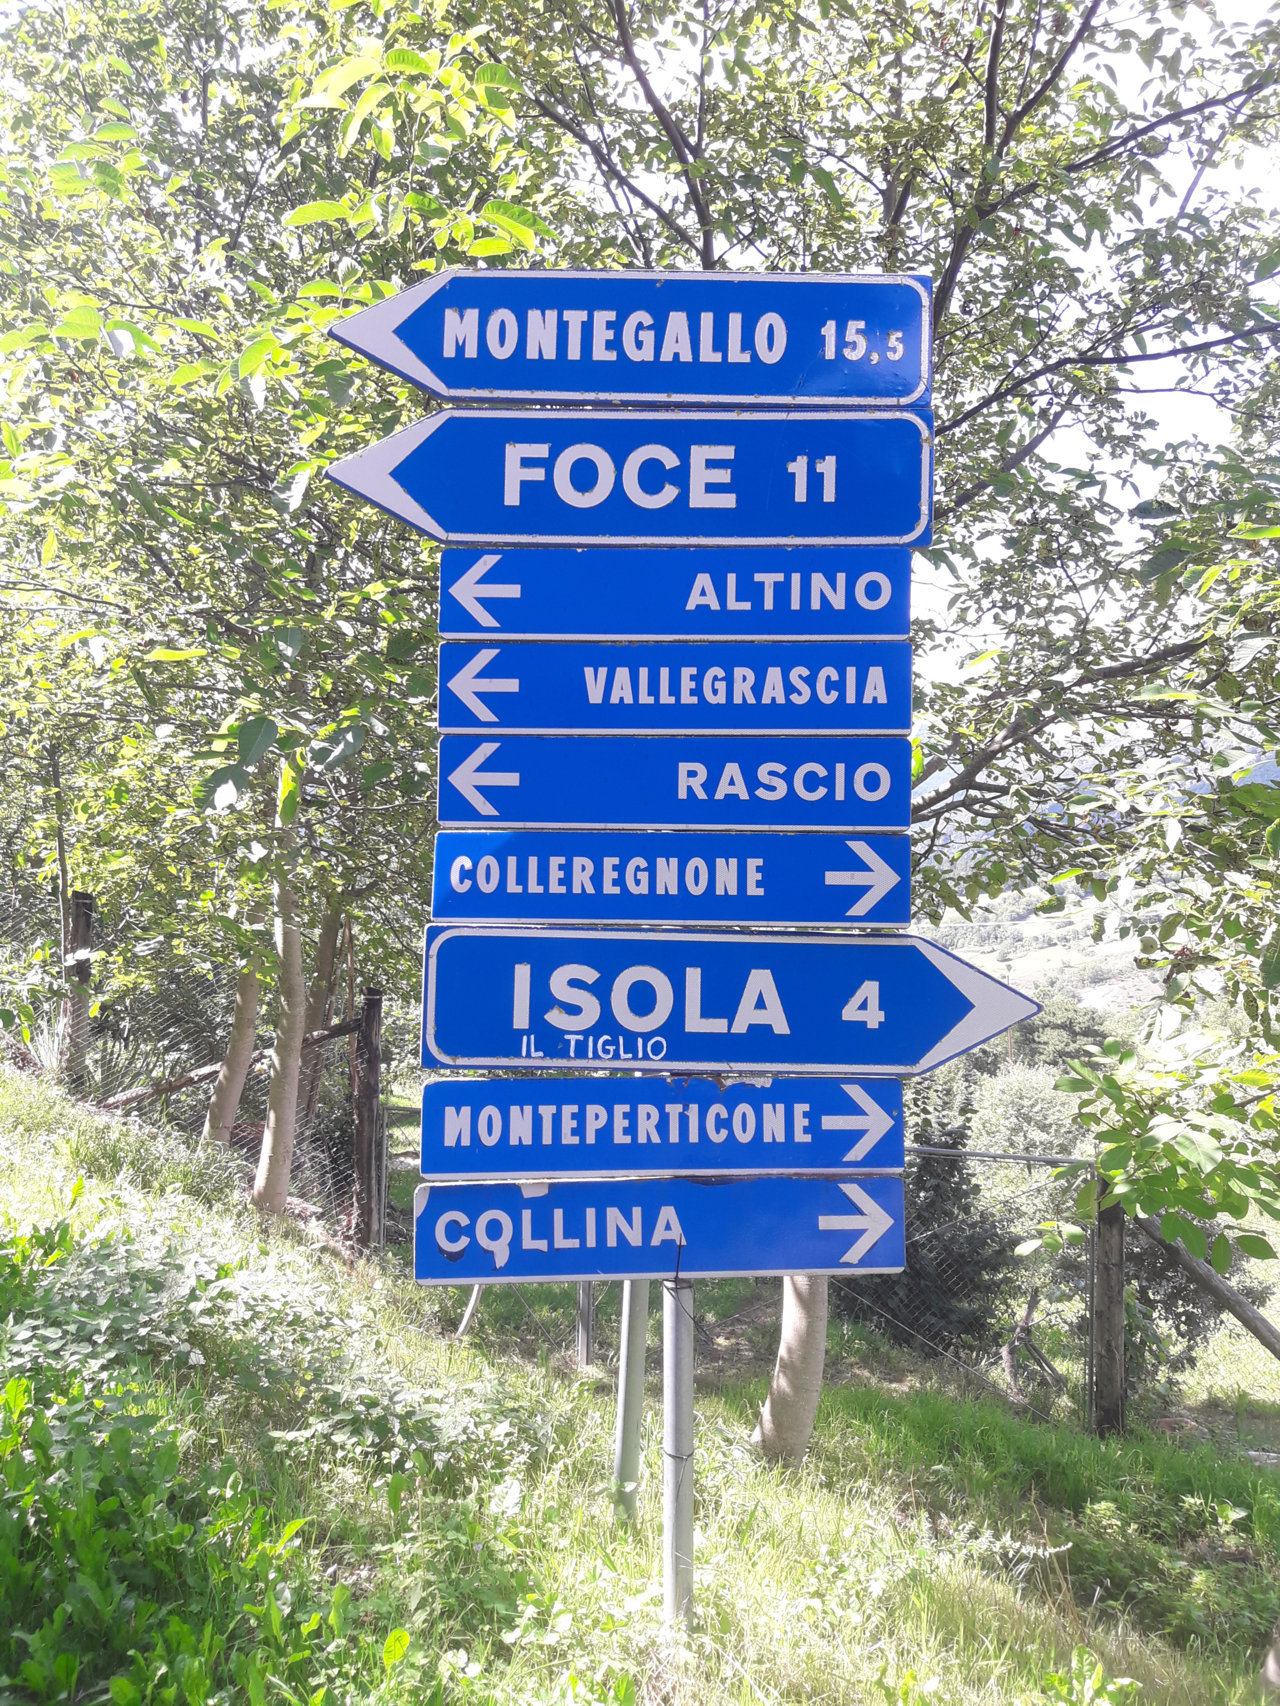 MONTEGALLO 15,5
FOCE 11
ALTINO
VALLEGRASCIA
RASCIO
COLLEREGNONE
ISOLA 4
IL TIGLIO
MONTEPERTICONE
COLLINA